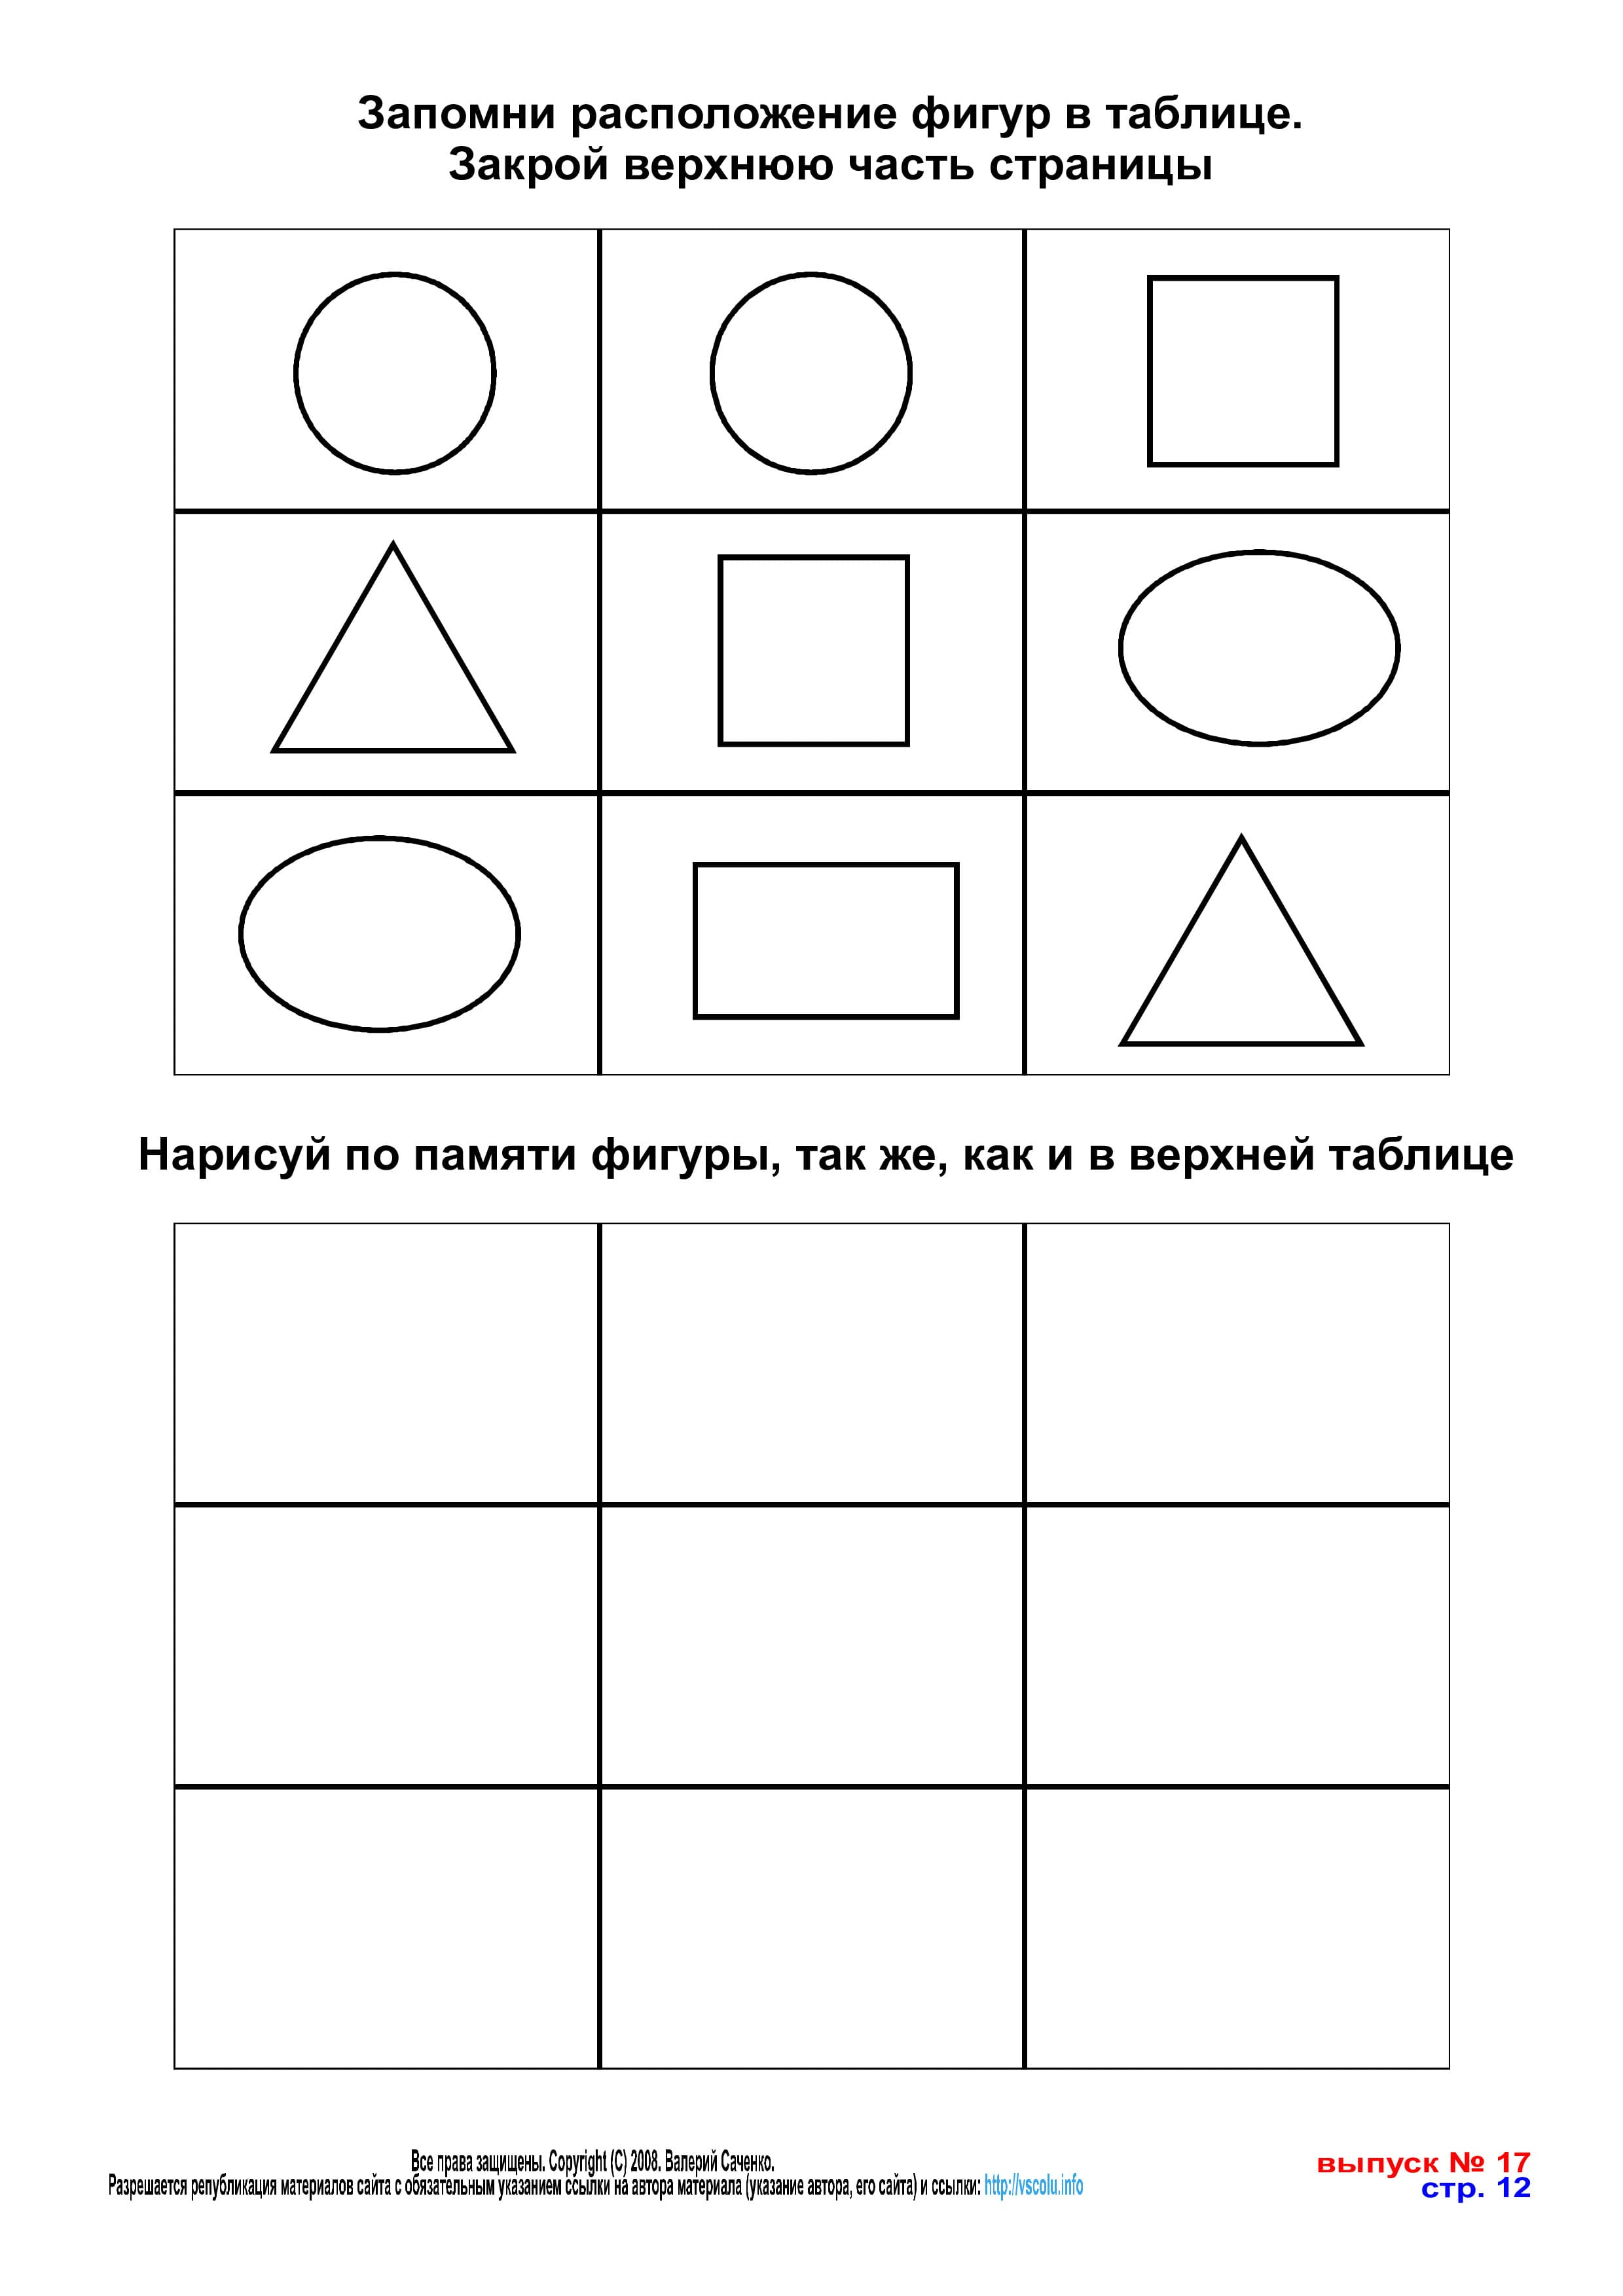 Запомни расположение фигур в таблице.
Закрой верхнюю часть страницы
Нарисуй по памяти фигуры, так же, как и в верхней таблице
Все права защищены. Copyright (C) 2008. Валерий Саченко.
Разрешается републикация материалов сайта с обязательным указанием ссылки на автора материала (указание автора, его сайта) и ссылки: http://vscolu.info
выпуск № 17
стр. 12